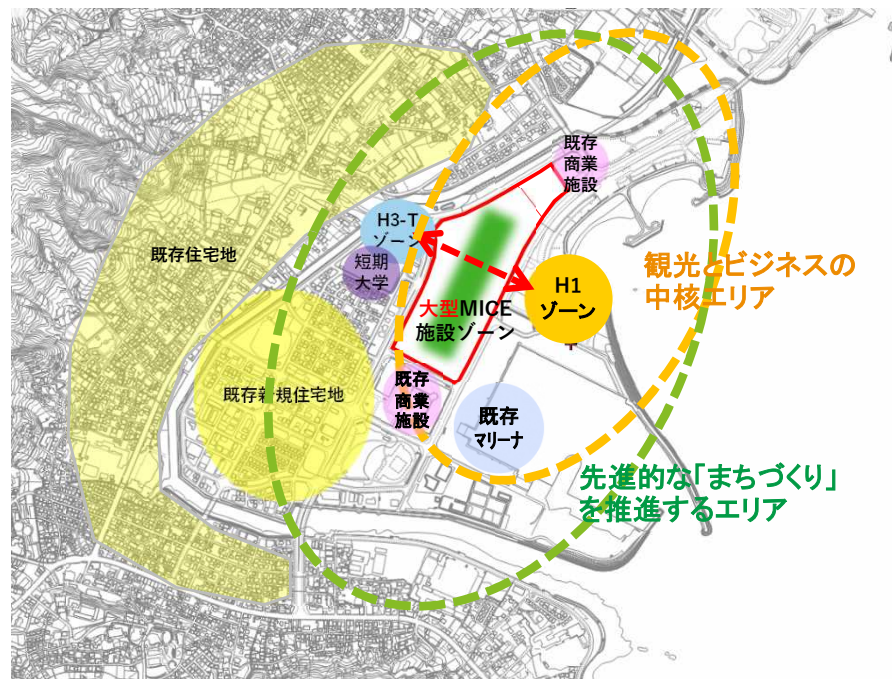 既存
商業
施設
H3-T
ゾーン
短期
大学
既存住宅地
観光とビジネスの
中核エリア
H1
ゾーン
大型MICE
施設ゾーン
既存新規住宅地
既存
商業
施設
既存
マリーナ
先進的な「まちづくり」
を推進するエリア